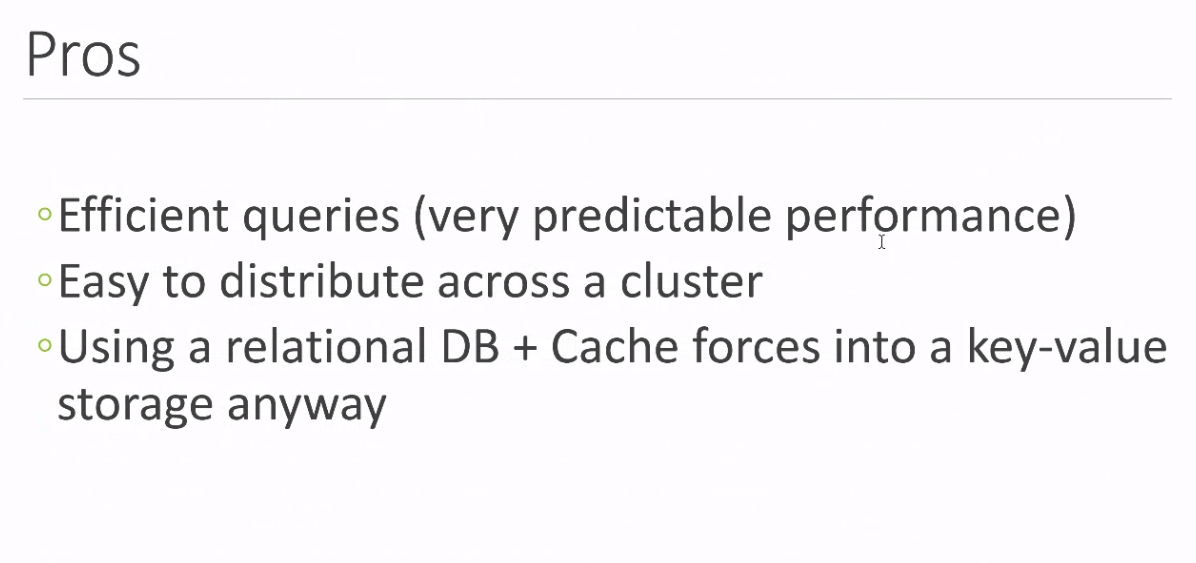 Pros
◦Efficient queries (very predictable performance)
◦Easy to distribute across a cluster
◦Using a relational DB + Cache forces into a key-value
storage anyway